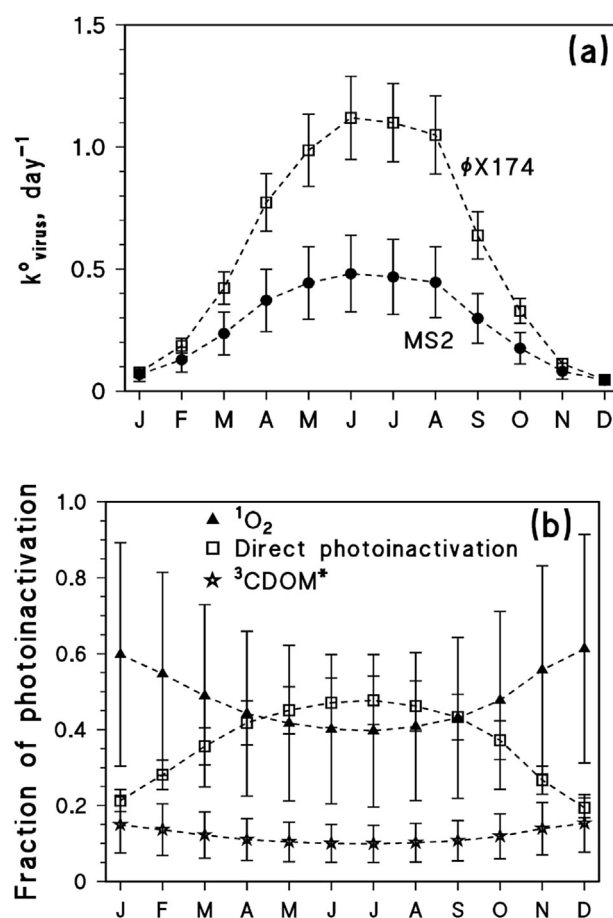 (a)
1.5
1.0
0.5
0
k°virus, day⁻¹
ϕX174
MS2
J F M A M J J A S O N D
(b)
1.0
0.8
0.6
0.4
0.2
0
Fraction of photoinactivation
▲ ¹O₂
□ Direct photoinactivation
☆ ³CDOM*
J F M A M J J A S O N D